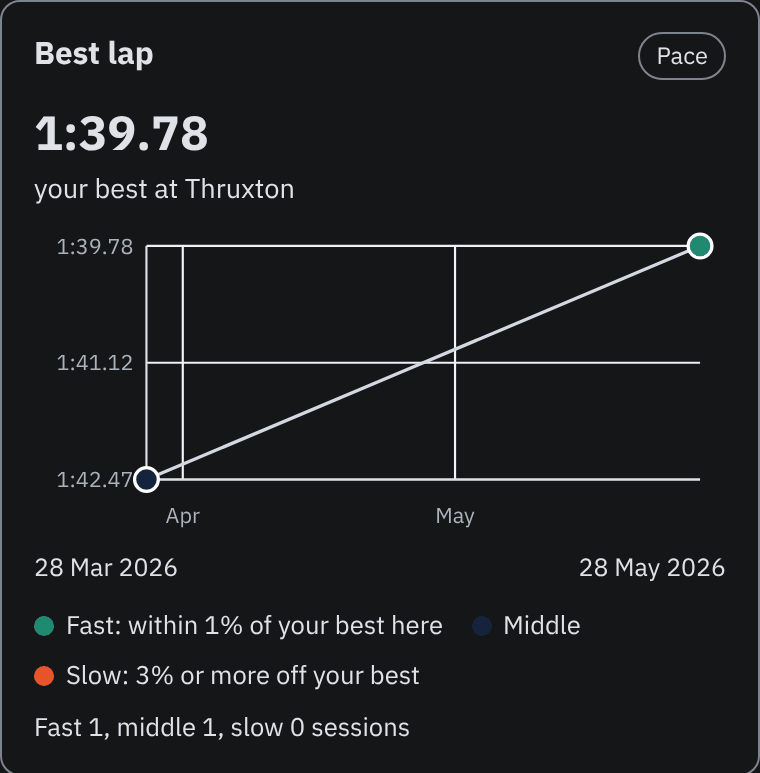 Best lap
Pace
1:39.78
your best at Thruxton
1:39.78
1:41.12
1:42.47
Apr
May
28 Mar 2026
28 May 2026
Fast: within 1% of your best here
Middle
Slow: 3% or more off your best
Fast 1, middle 1, slow 0 sessions